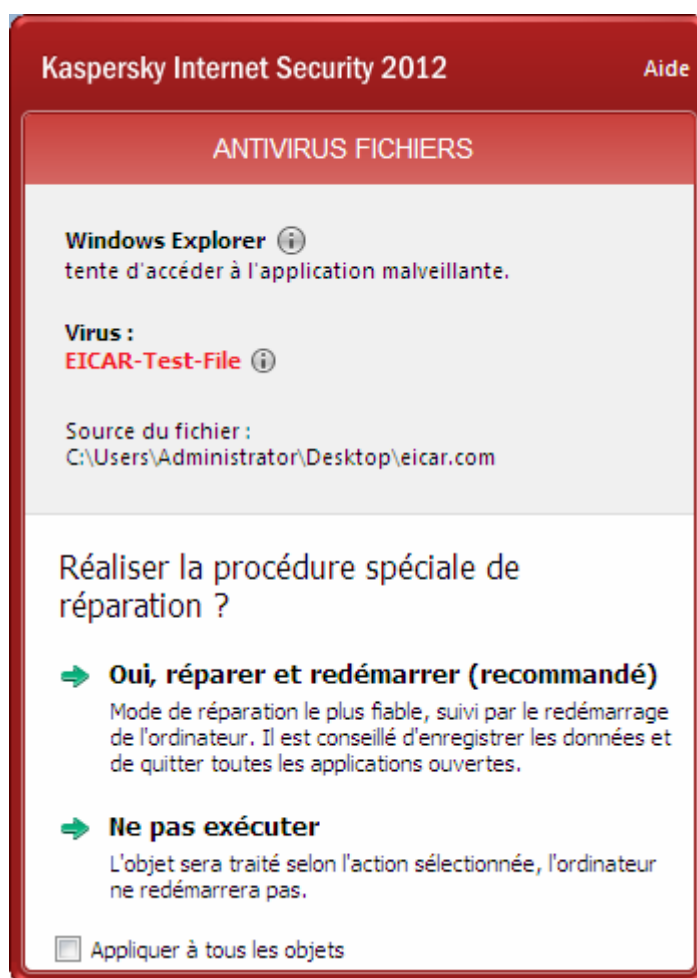 Kaspersky Internet Security 2012 Aide
ANTIVIRUS FICHIERS
Windows Explorer
tente d'accéder à l'application malveillante.
Virus :
EICAR-Test-File
Source du fichier :
C:\Users\Administrator\Desktop\eicar.com
Réaliser la procédure spéciale de
réparation ?
Oui, réparer et redémarrer (recommandé)
Mode de réparation le plus fiable, suivi par le redémarrage
de l'ordinateur. Il est conseillé d'enregistrer les données et
de quitter toutes les applications ouvertes.
Ne pas exécuter
L'objet sera traité selon l'action sélectionnée, l'ordinateur
ne redémarrera pas.
Appliquer à tous les objets